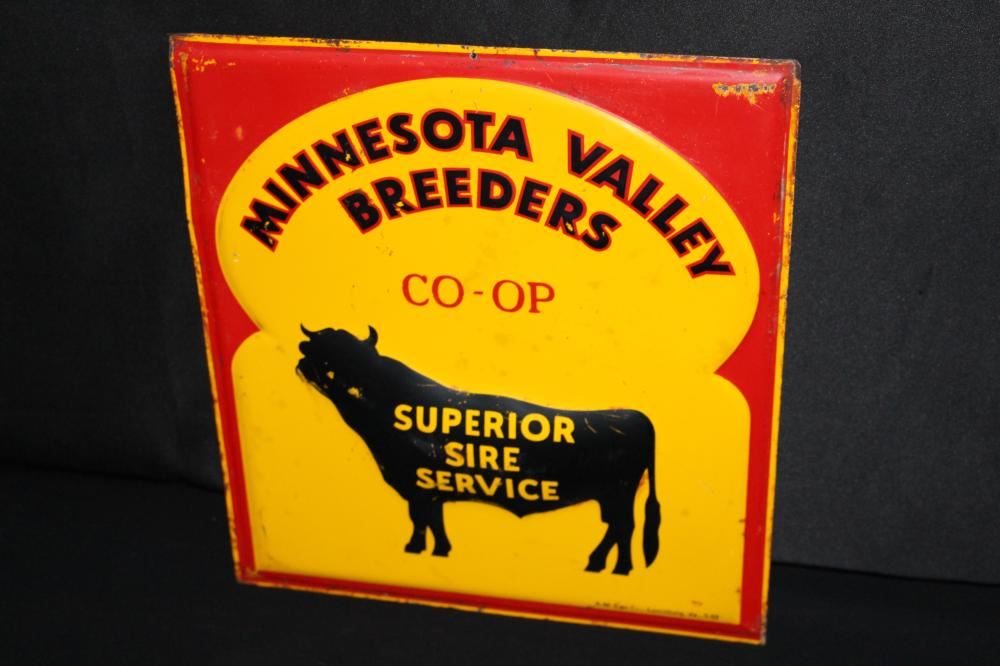 MINNESOTA VALLEY
BREEDERS
CO-OP
SUPERIOR
SIRE
SERVICE